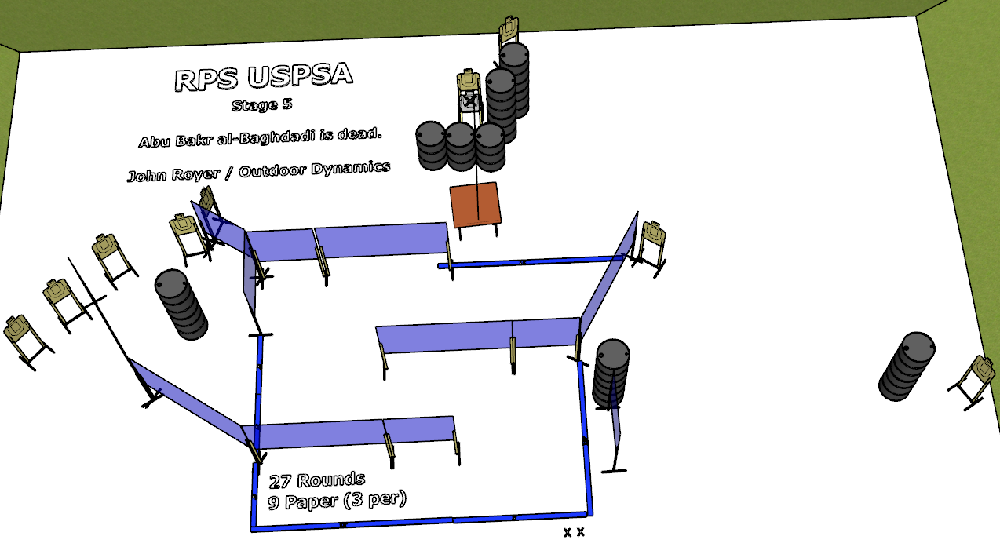 RPS USPSA
Stage 5
Abu Bakr al-Baghdadi is dead.
John Royer / Outdoor Dynamics
27 Rounds
9 Paper (3 per)
X X